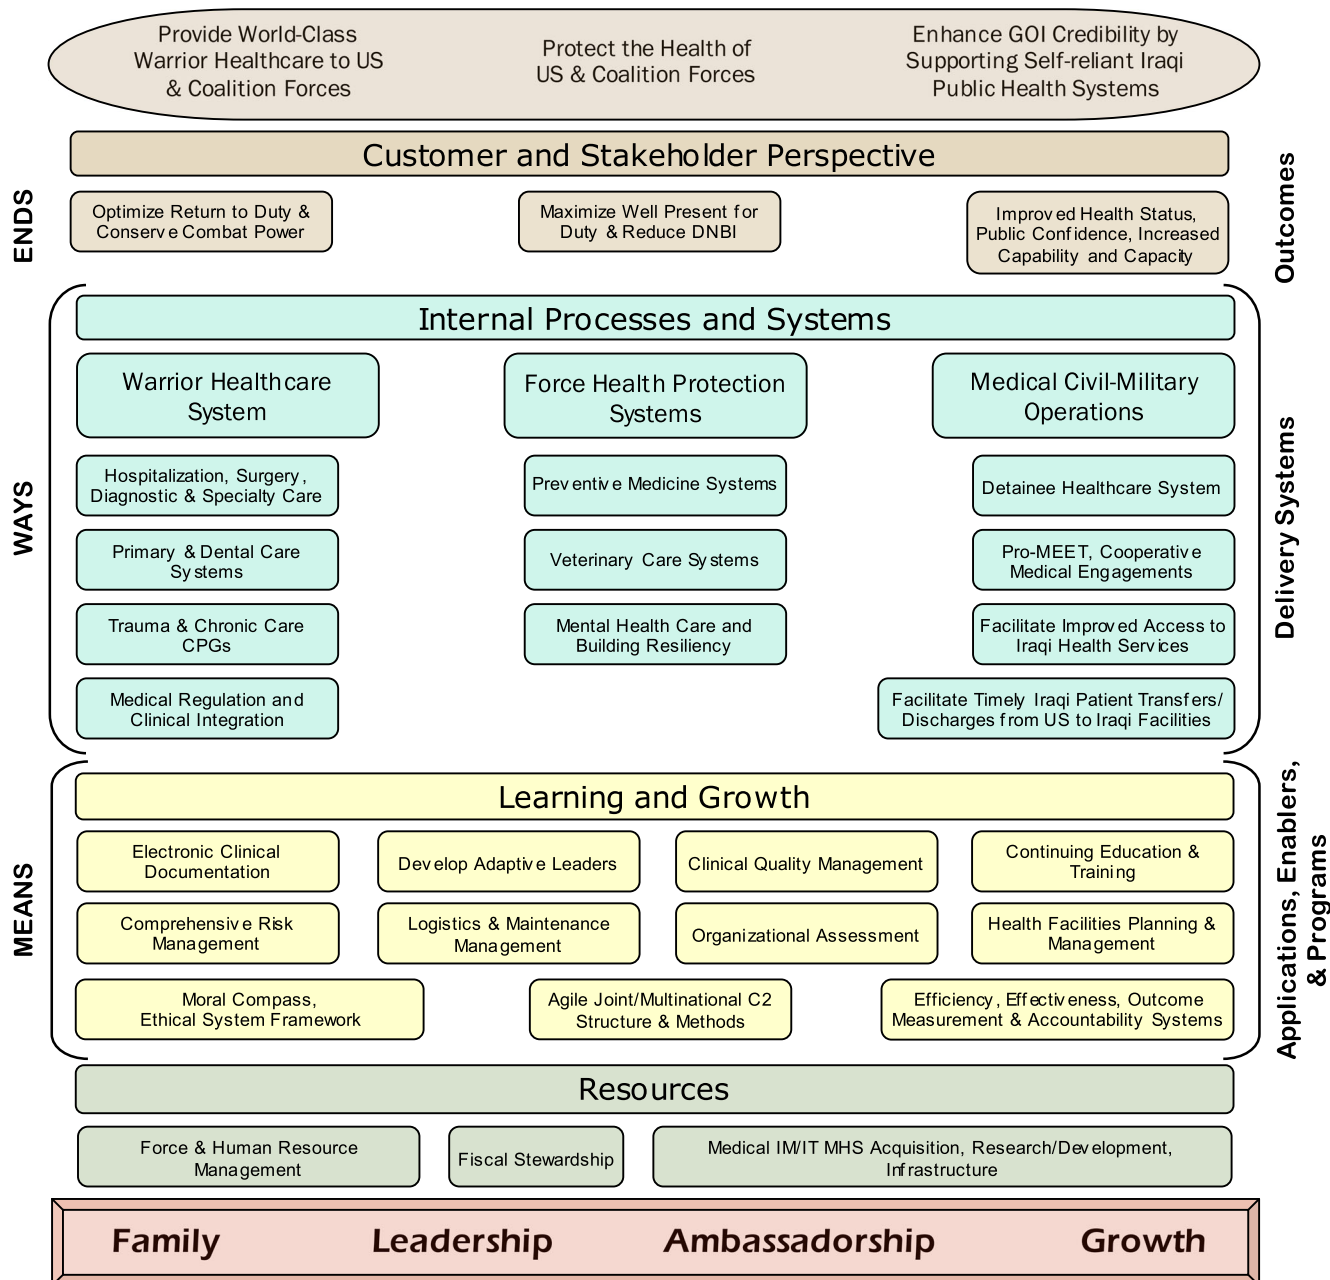 Provide World-Class
Warrior Healthcare to US
& Coalition Forces
Protect the Health of
US & Coalition Forces
Enhance GOI Credibility by
Supporting Self-reliant Iraqi
Public Health Systems
Customer and Stakeholder Perspective
ENDS
Outcomes
Optimize Return to Duty &
Conserve Combat Power
Maximize Well Present for
Duty & Reduce DNBI
Improved Health Status,
Public Confidence, Increased
Capability and Capacity
Internal Processes and Systems
WAYS
Delivery Systems
Warrior Healthcare
System
Force Health Protection
Systems
Medical Civil-Military
Operations
Hospitalization, Surgery,
Diagnostic & Specialty Care
Preventive Medicine Systems
Detainee Healthcare System
Primary & Dental Care
Systems
Veterinary Care Systems
Pro-MEET, Cooperative
Medical Engagements
Trauma & Chronic Care
CPGs
Mental Health Care and
Building Resiliency
Facilitate Improved Access to
Iraqi Health Services
Medical Regulation and
Clinical Integration
Facilitate Timely Iraqi Patient Transfers/
Discharges from US to Iraqi Facilities
Learning and Growth
MEANS
Applications, Enablers,
& Programs
Electronic Clinical
Documentation
Develop Adaptive Leaders
Clinical Quality Management
Continuing Education &
Training
Comprehensive Risk
Management
Logistics & Maintenance
Management
Organizational Assessment
Health Facilities Planning &
Management
Moral Compass,
Ethical System Framework
Agile Joint/Multinational C2
Structure & Methods
Efficiency, Effectiveness, Outcome
Measurement & Accountability Systems
Resources
Force & Human Resource
Management
Fiscal Stewardship
Medical IM/IT MHS Acquisition, Research/Development,
Infrastructure
Family Leadership Ambassadorship Growth